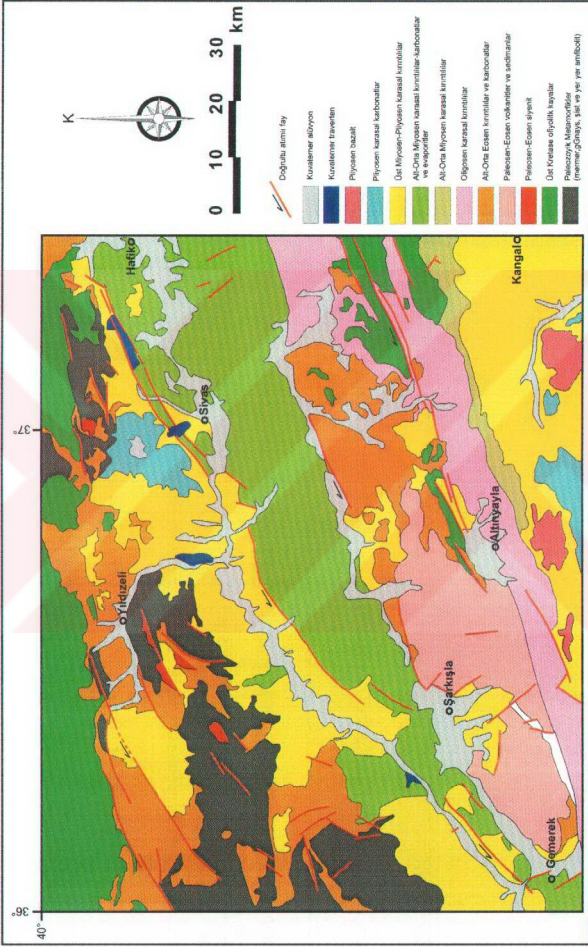 K
0 10 20 30 km
Doğrultu atımlı fay
Kuvaterner alüvyon
Kuvaterner traverten
Pliyosen bazalt
Pliyosen karasal karbonatlar
Üst Miyosen-Pliyosen karasal kırıntılılar
Alt-Orta Miyosen karasal kırıntılılar-karbonatlar
ve evaporitler
Alt-Orta Miyosen karasal kırıntılılar
Oligosen karasal kırıntılılar
Alt-Orta Eosen kırıntılılar ve karbonatlar
Paleosen-Eosen volkanitler ve sedimanlar
Paleosen-Eosen siyenit
Üst Kretase ofiyolitik kayalar
Paleozoyik Metamorfikler
(mermer,günays, şist ve yer yer amfibolit)
36°
37°
40°
Hafik
Sivas
Yıldızeli
Kangal
Altınyayla
Şarkışla
Gemerek